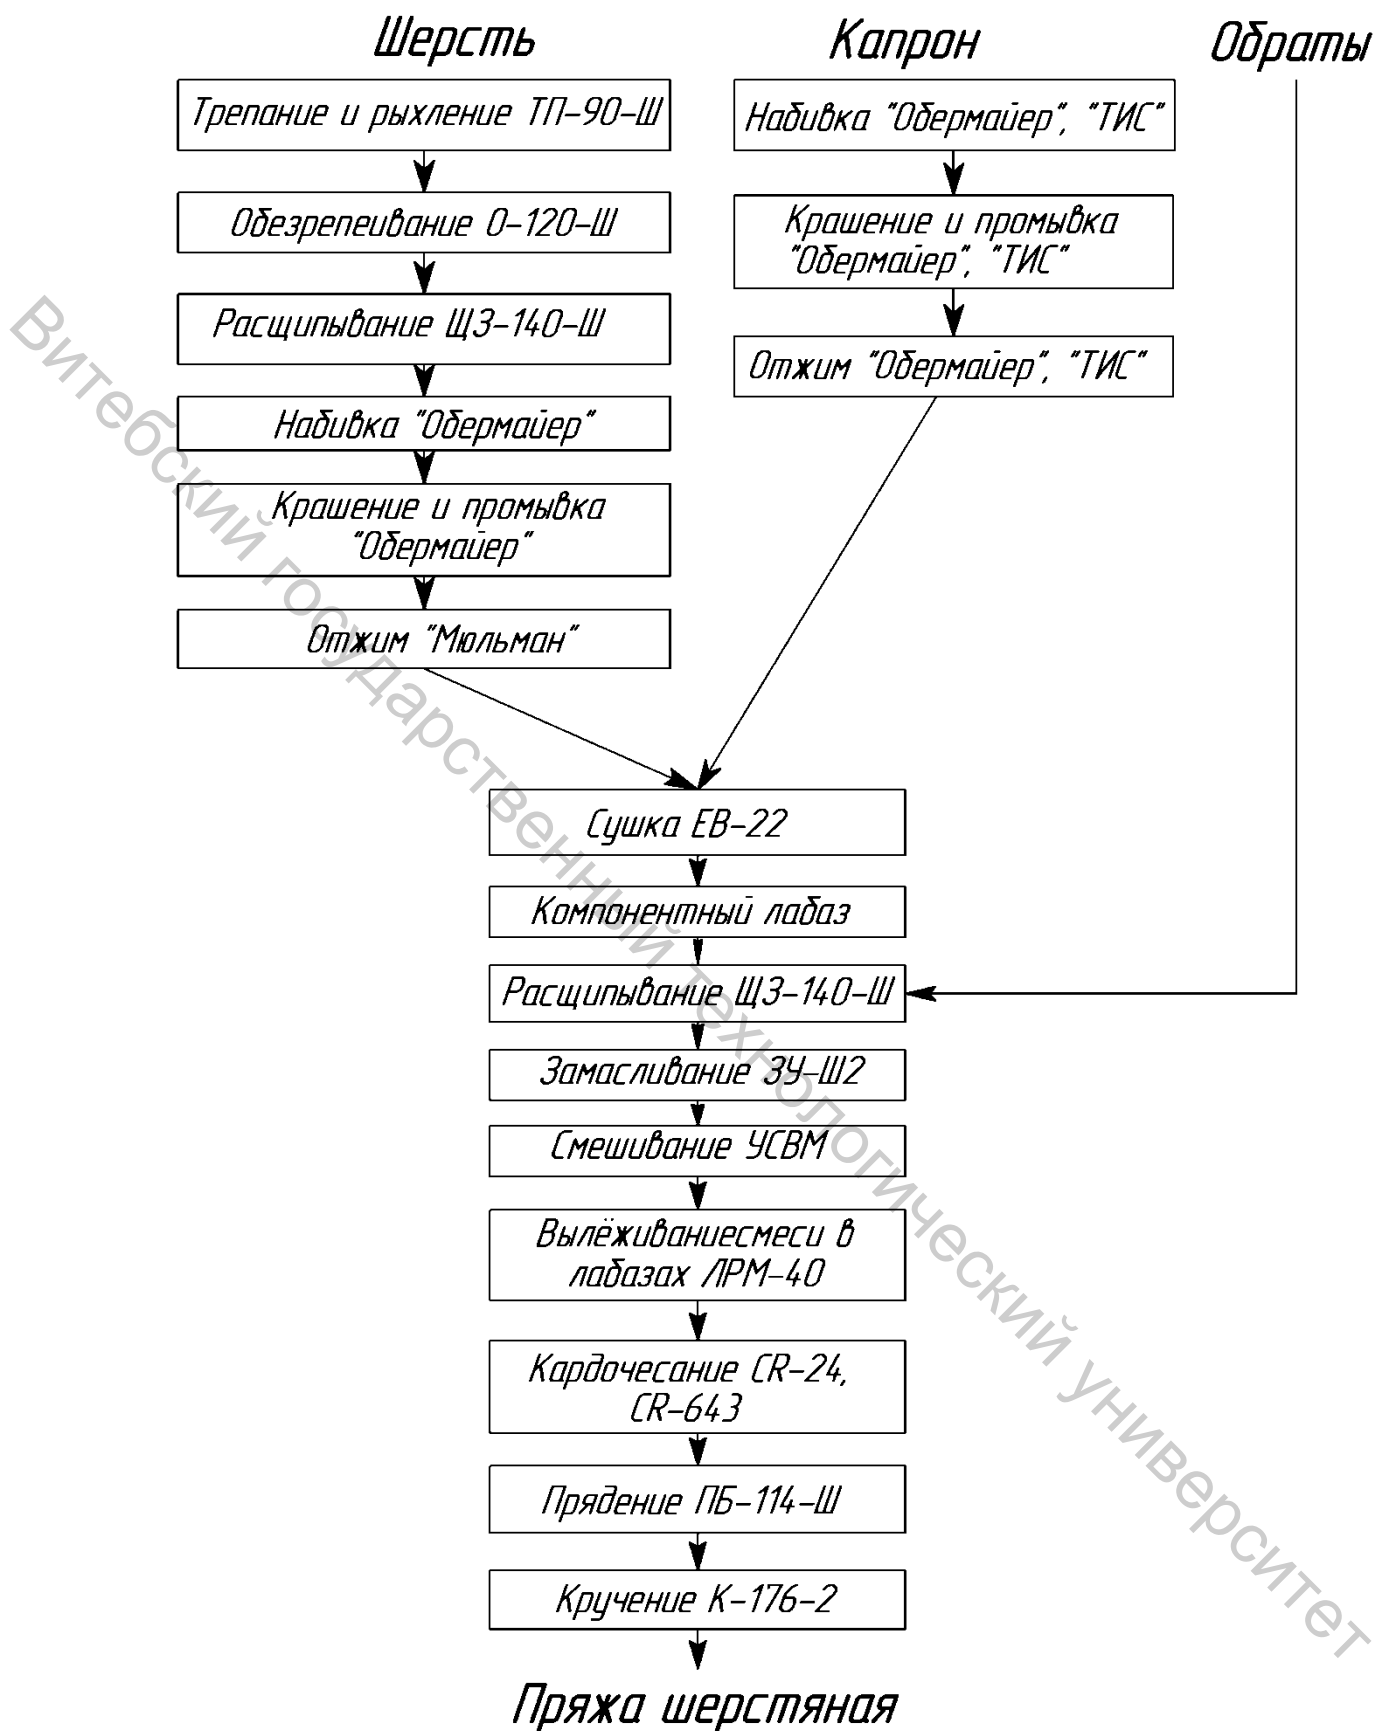 Шерсть
Капрон
Обраты
Трепание и рыхление ТП-90-Ш
Обезрепеивание О-120-Ш
Расщипывание ЩЗ-140-Ш
Набивка "Обермайер"
Крашение и промывка
"Обермайер"
Отжим "Мюльман"
Набивка "Обермайер", "ТИС"
Крашение и промывка
"Обермайер", "ТИС"
Отжим "Обермайер", "ТИС"
Сушка ЕВ-22
Компонентный лабаз
Расщипывание ЩЗ-140-Ш
Замасливание ЗУ-Ш2
Смешивание УСВМ
Вылёживаниесмеси в
лабазах ЛРМ-40
Кардочесание CR-24,
CR-643
Прядение ПБ-114-Ш
Кручение К-176-2
Пряжа шерстяная
Витебский государственный технологический университет